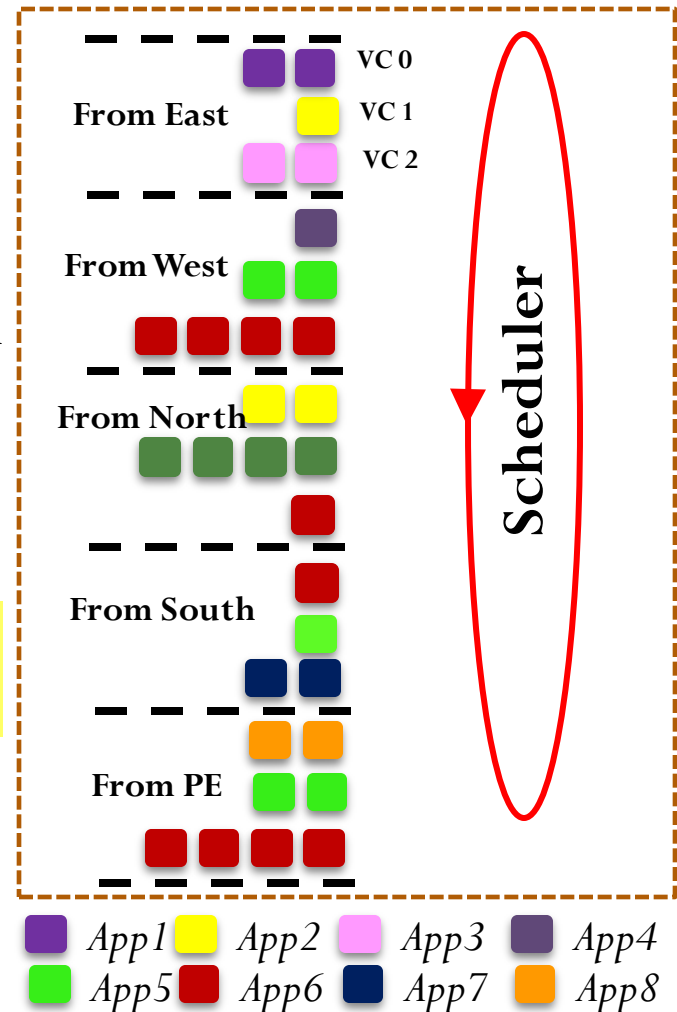 VC 0
From East
VC 1
VC 2
From West
From North
From South
From PE
Scheduler
App1 App2 App3 App4
App5 App6 App7 App8